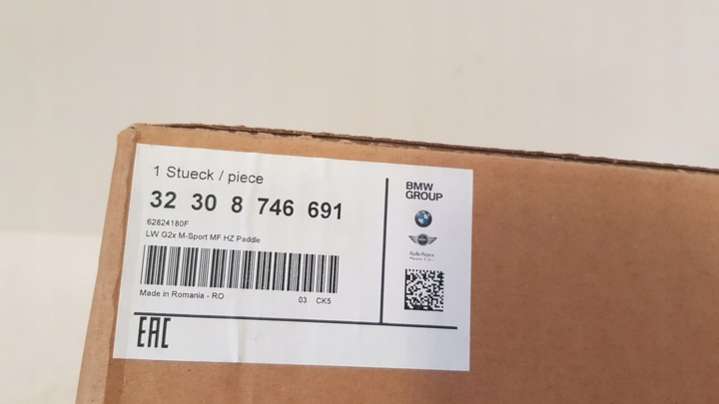 1 Stueck / piece
32 30 8 746 691
62824180F
LW G2x M-Sport MF HZ Paddle
Made in Romania - RO
03 CK5
EAC
BMW
GROUP